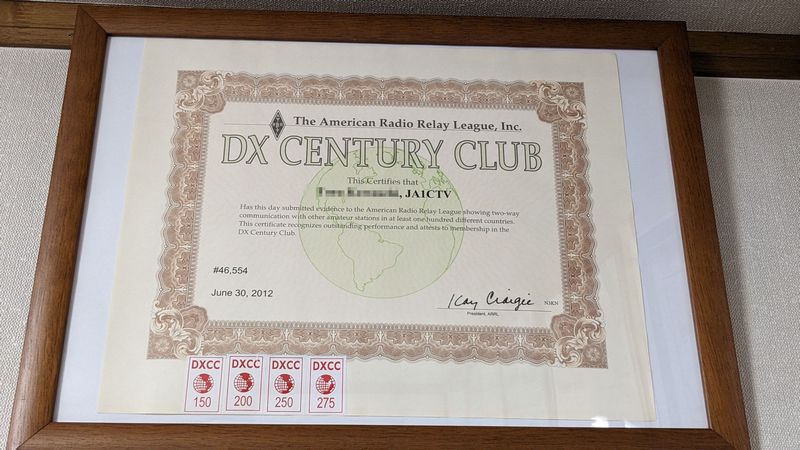 The American Radio Relay League, Inc.
DX CENTURY CLUB
This Certifies that
, JA1CTV
Has this day submitted evidence to the American Radio Relay League showing two-way
communication with other amateur stations in at least one hundred different countries.
This certificate recognizes outstanding performance and attests to membership in the
DX Century Club.
#46,554
June 30, 2012
Kay Craigie N3KN
President, ARRL
DXCC DXCC DXCC DXCC
150 200 250 275